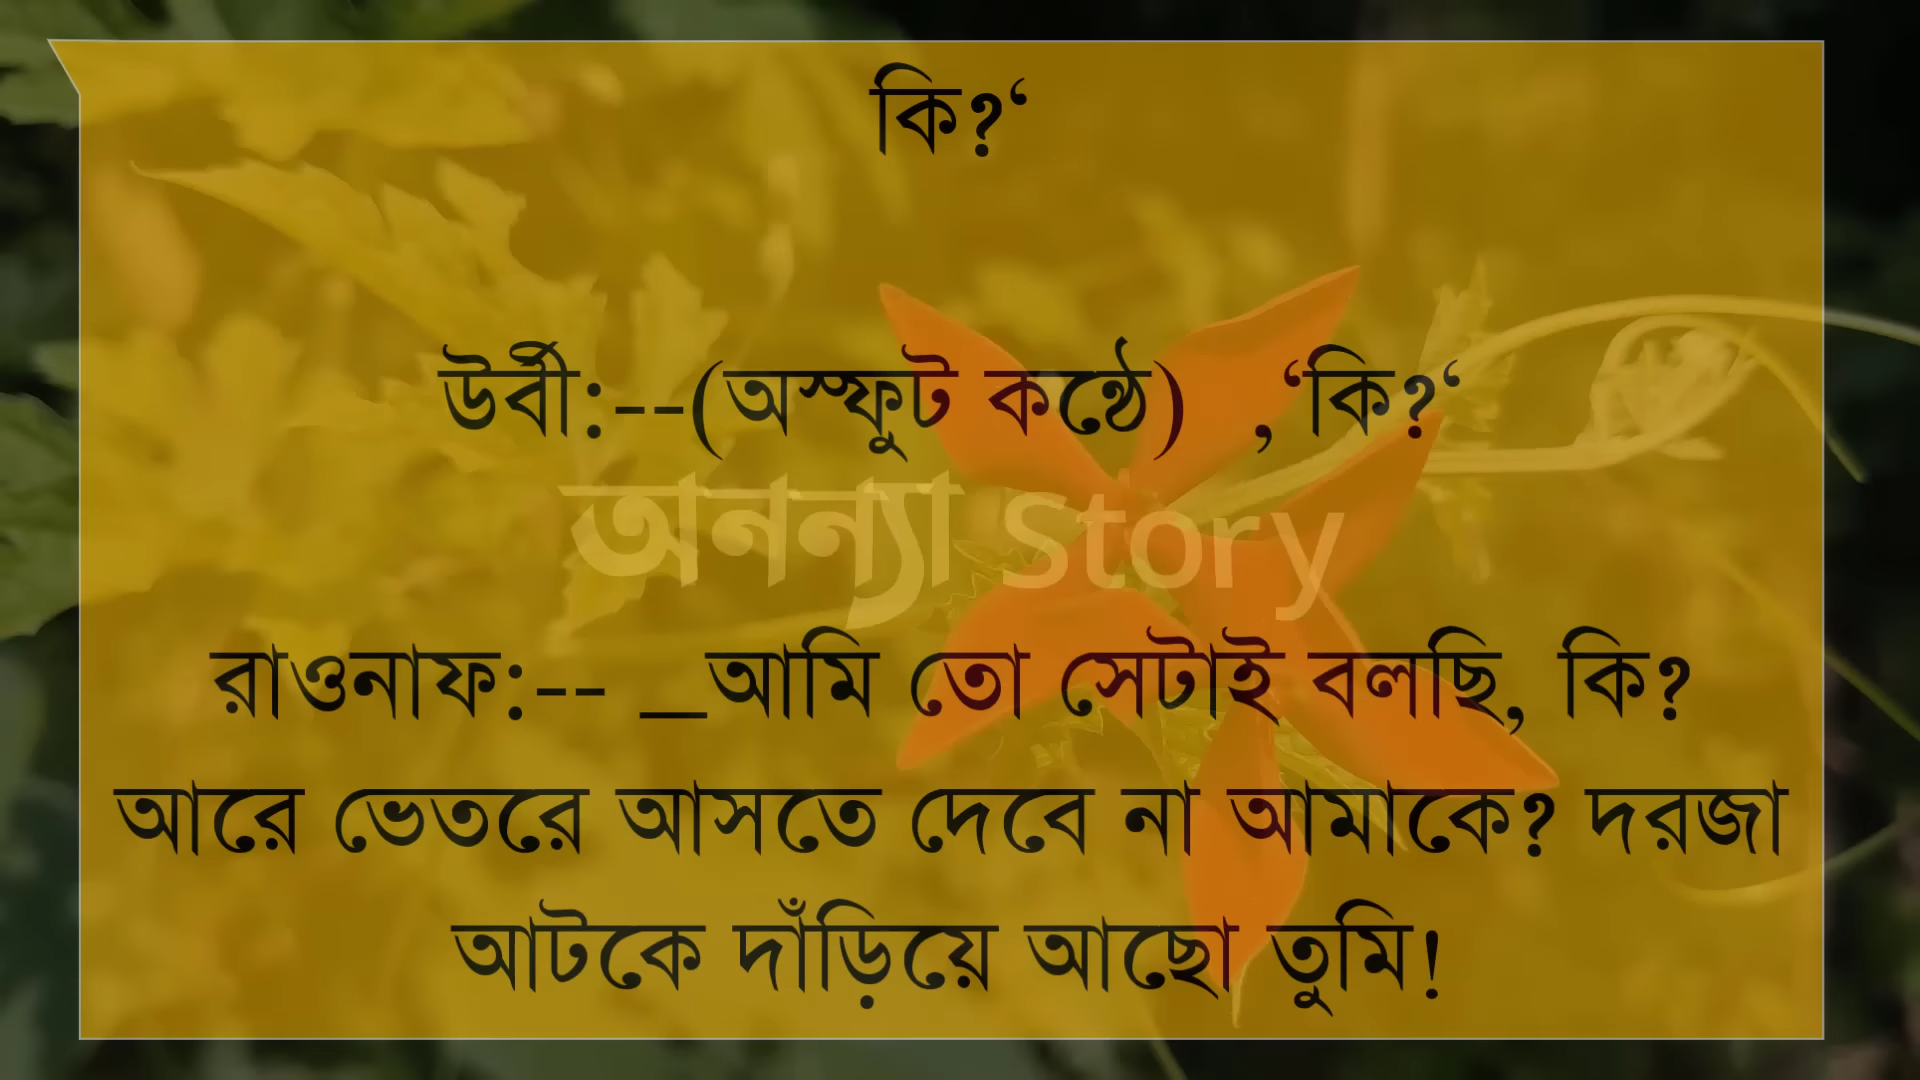 কি?‘
উর্বী:--(অস্ফুট কন্ঠে) ,‘কি?‘
অনন্যা Story
রাওনাফ:-- _আমি তো সেটাই বলছি, কি?
আরে ভেতরে আসতে দেবে না আমাকে? দরজা
আটকে দাঁড়িয়ে আছো তুমি!